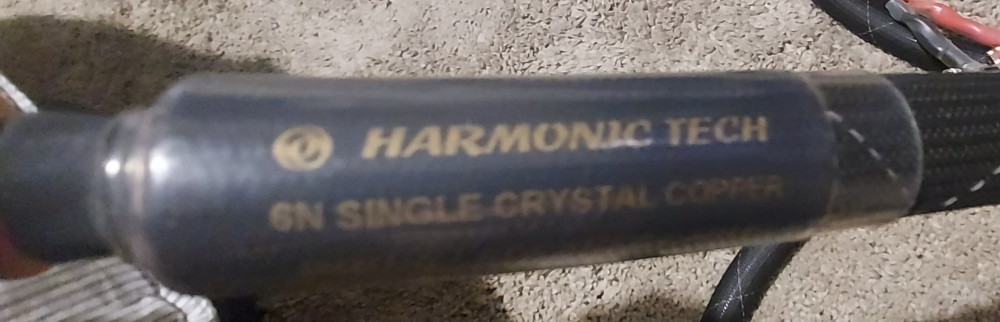 HARMONIC TECH
6N SINGLE-CRYSTAL COPPER